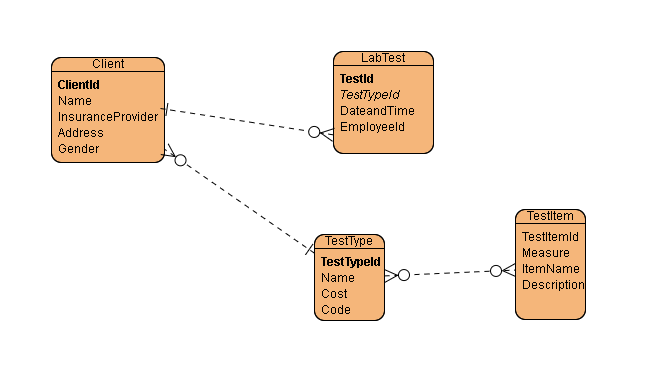 Client
ClientId
Name
InsuranceProvider
Address
Gender
LabTest
TestId
TestTypeId
DateandTime
EmployeeId
TestType
TestTypeId
Name
Cost
Code
TestItem
TestItemId
Measure
ItemName
Description